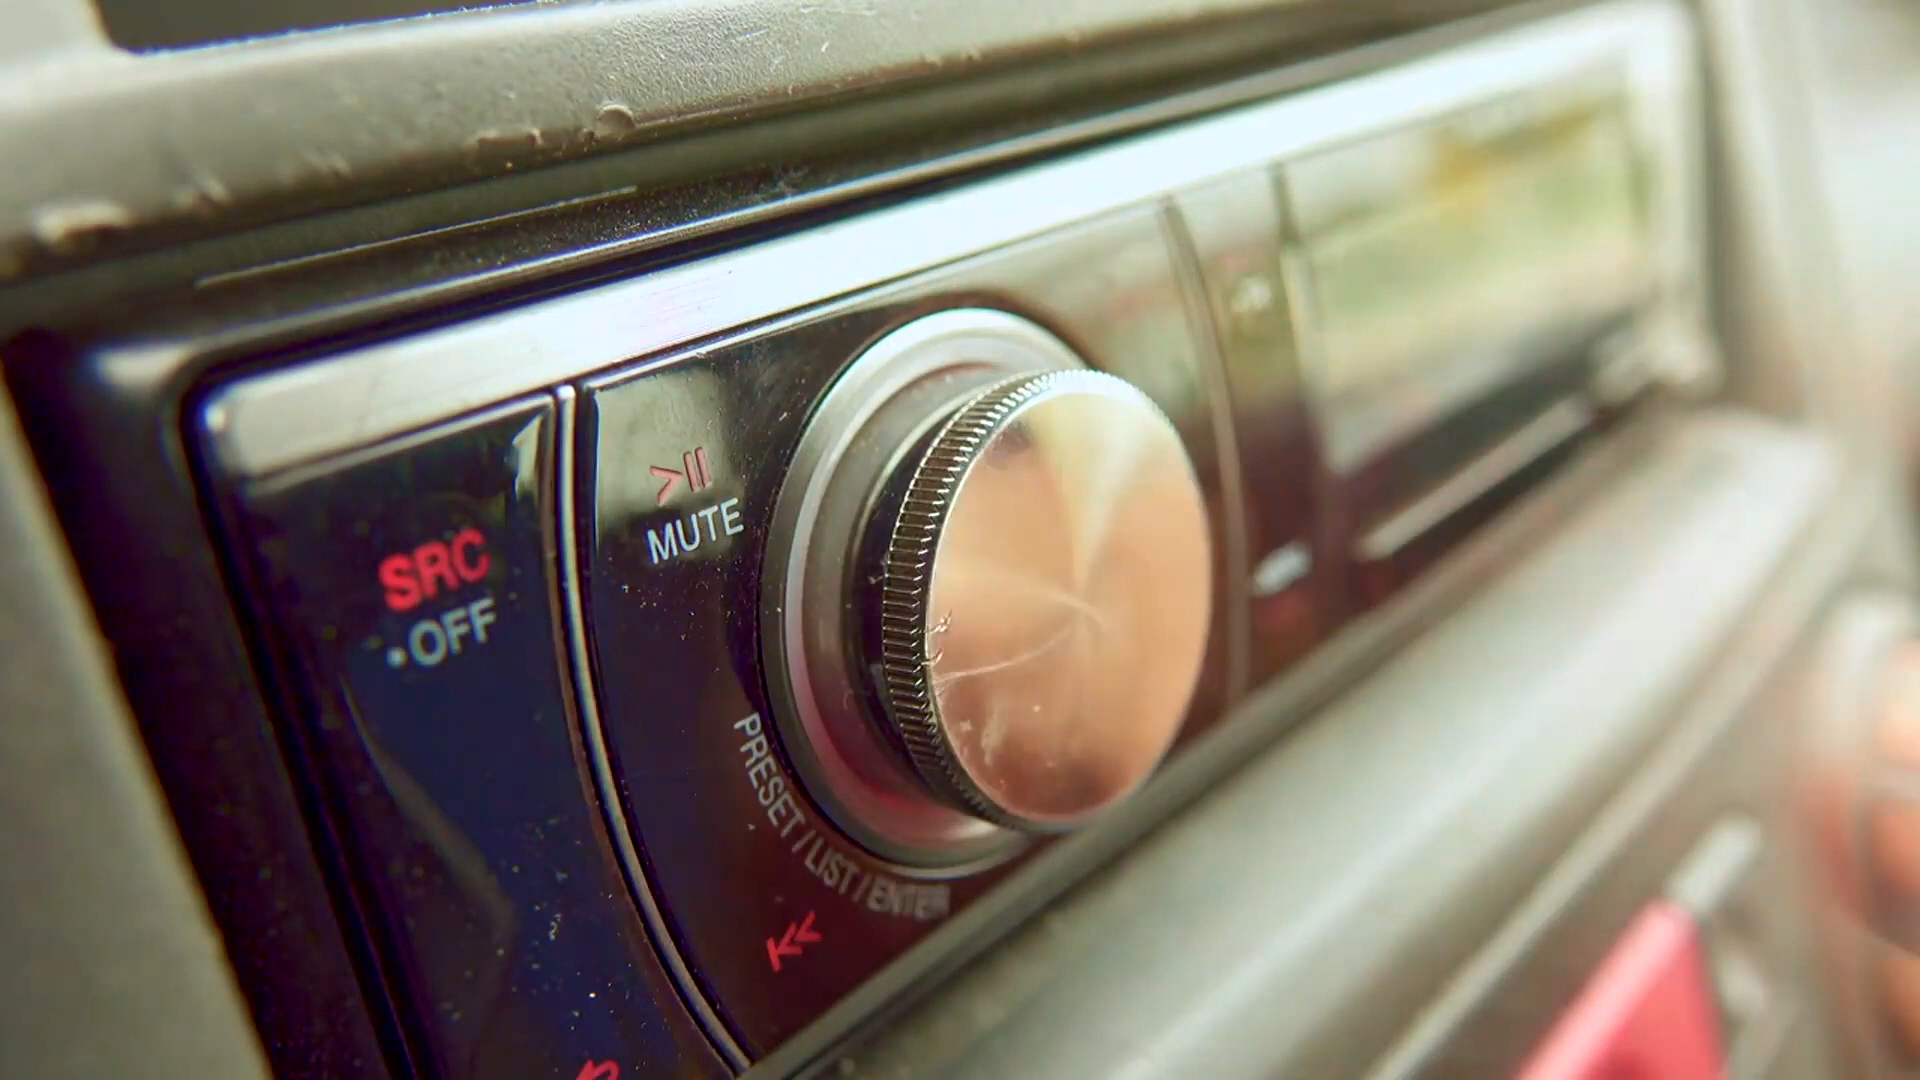 >II
MUTE
SRC
•OFF
PRESET / LIST / ENTER